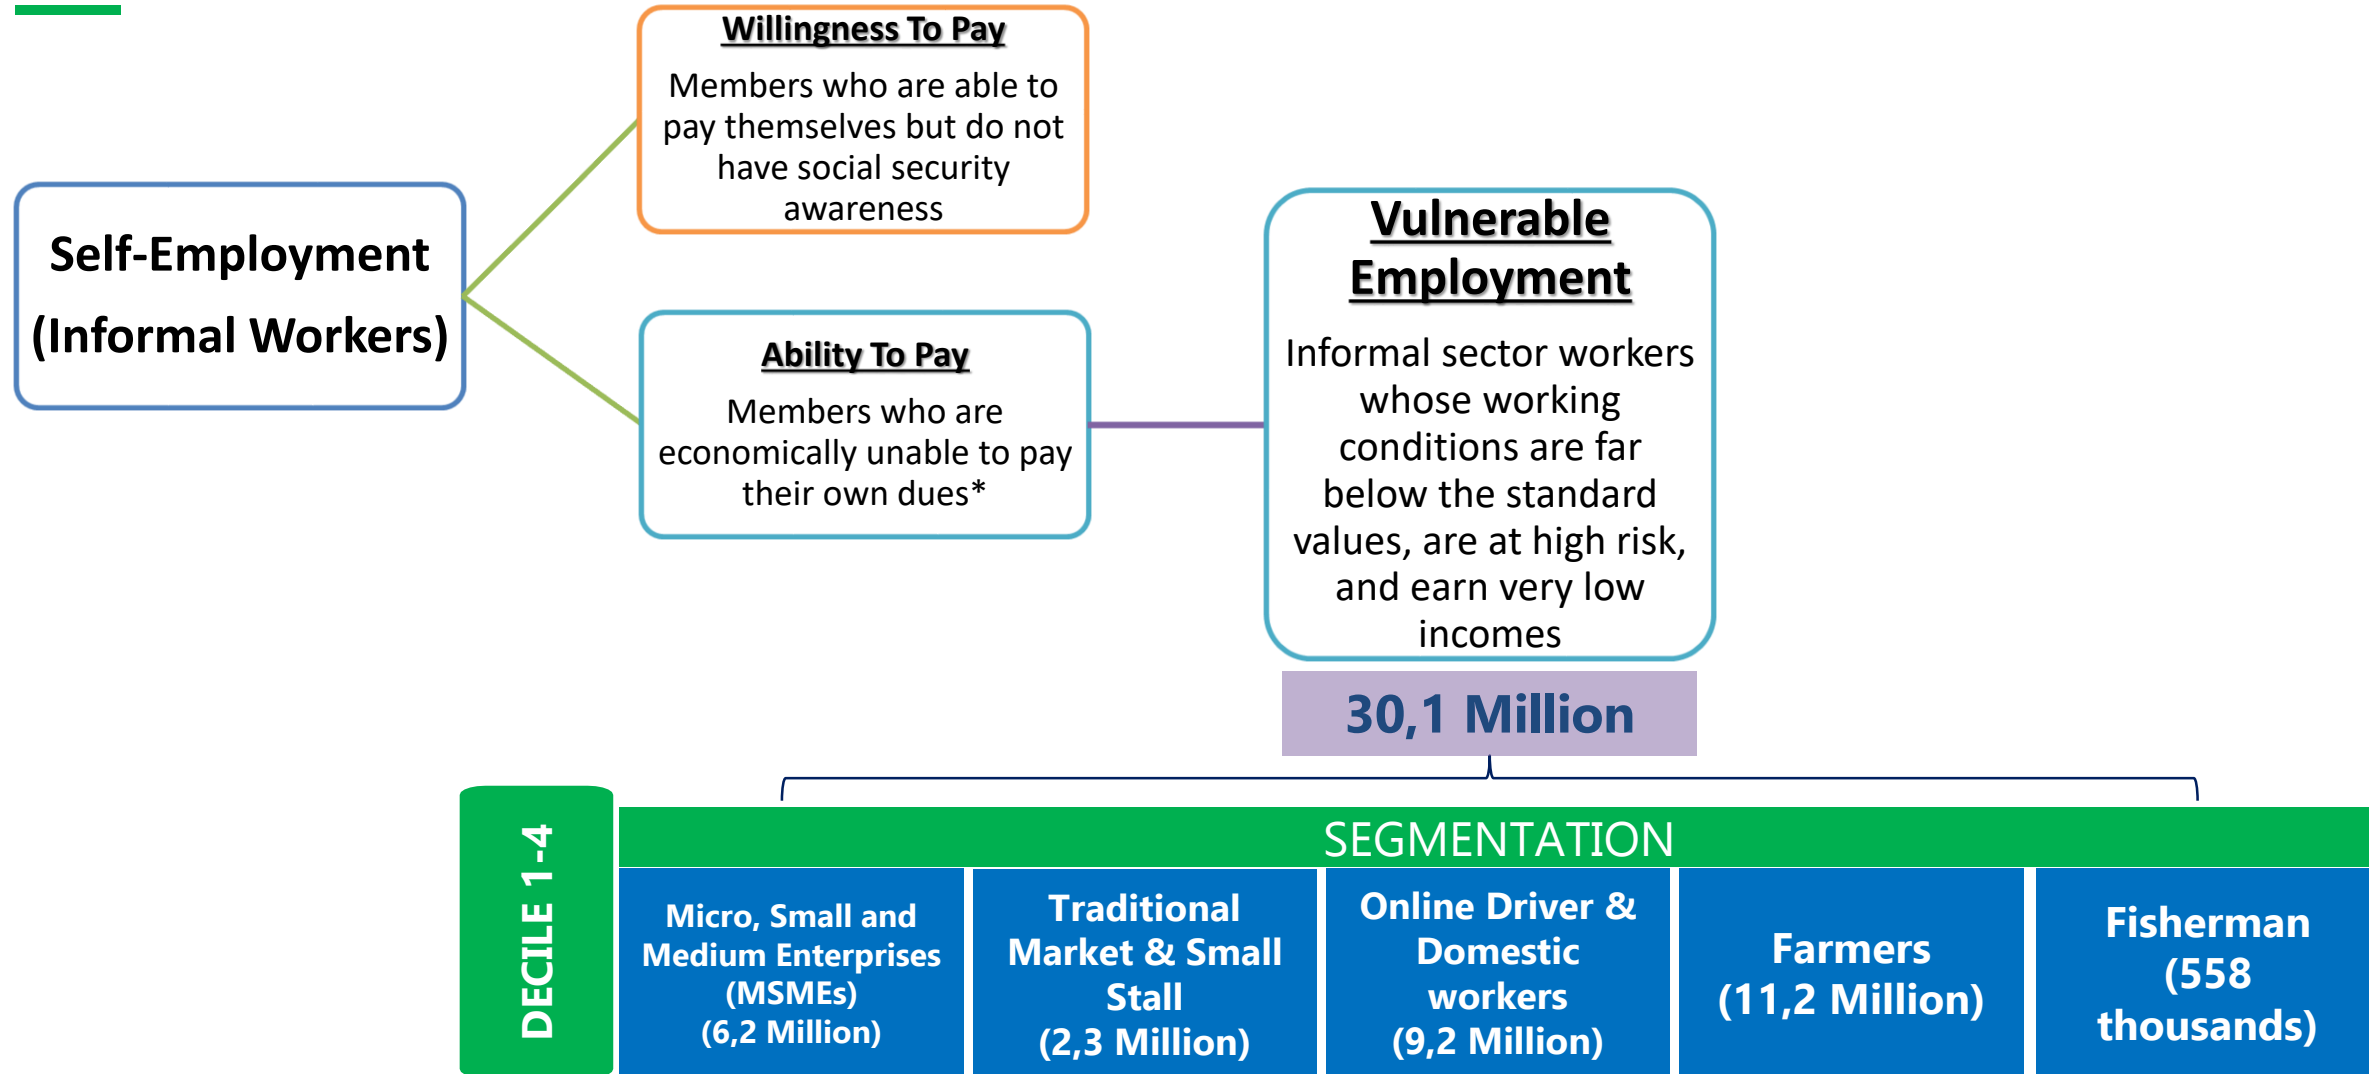 Self-Employment
(Informal Workers)
Willingness To Pay
Members who are able to
pay themselves but do not
have social security
awareness
Ability To Pay
Members who are
economically unable to pay
their own dues*
Vulnerable
Employment
Informal sector workers
whose working
conditions are far
below the standard
values, are at high risk,
and earn very low
incomes
30,1 Million
DECILE 1-4
SEGMENTATION
Micro, Small and
Medium Enterprises
(MSMEs)
(6,2 Million)
Traditional
Market & Small
Stall
(2,3 Million)
Online Driver &
Domestic
workers
(9,2 Million)
Farmers
(11,2 Million)
Fisherman
(558
thousands)